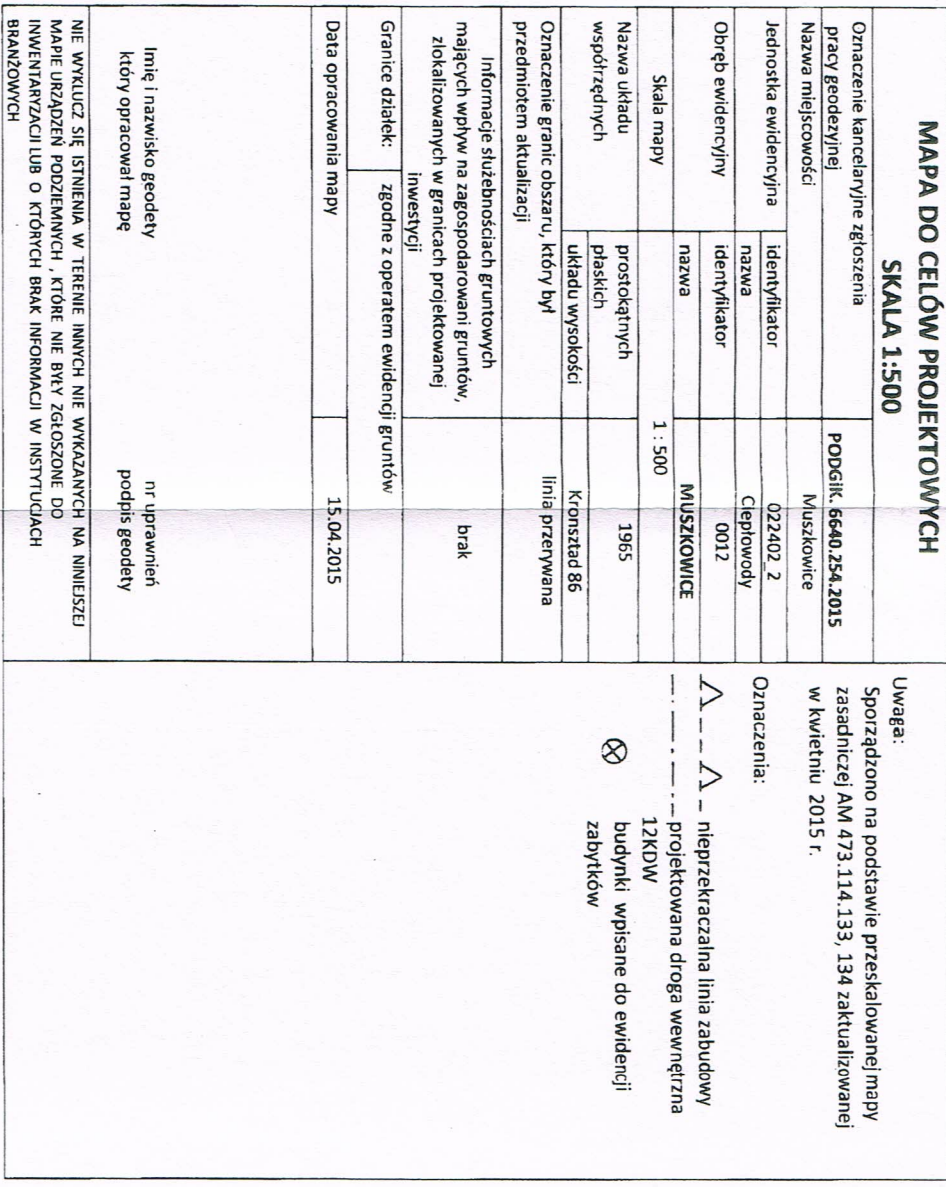 MAPA DO CELÓW PROJEKTOWYCH
SKALA 1:500
Oznaczenie kancelaryjne zgłoszenia
pracy geodezyjnej
PODGiK. 6640.254.2015
Nazwa miejscowości
Muszkowice
Jednostka ewidencyjna
identyfikator
022402_2
nazwa
Ciepłowody
Obręb ewidencyjny
identyfikator
0012
nazwa
MUSZKOWICE
Skala mapy
1 : 500
Nazwa układu
współrzędnych
prostokątnych
płaskich
1965
układu wysokości
Kronsztad 86
Oznaczenie granic obszaru, który był
przedmiotem aktualizacji
linia przerywana
Informacje służebnościach gruntowych
mających wpływ na zagospodarowani gruntów,
zlokalizowanych w granicach projektowanej
inwestycji
brak
Granice działek:
zgodne z operatem ewidencji gruntów
Data opracowania mapy
15.04.2015
Imię i nazwisko geodety
który opracował mapę
nr uprawnień
podpis geodety
NIE WYKLUCZ SIĘ ISTNIENIA W TERENIE INNYCH NIE WYKAZANYCH NA NINIEJSZEJ
MAPIE URZĄDZEŃ PODZIEMNYCH , KTÓRE NIE BYŁY ZGŁOSZONE DO
INWENTARYZACJI LUB O KTÓRYCH BRAK INFORMACJI W INSTYTUCJACH
BRANŻOWYCH
Uwaga:
Sporządzono na podstawie przeskalowanej mapy
zasadniczej AM 473.114.133, 134 zaktualizowanej
w kwietniu 2015 r.
Oznaczenia:
nieprzekraczalna linia zabudowy
projektowana droga wewnętrzna
12KDW
budynki wpisane do ewidencji
zabytków